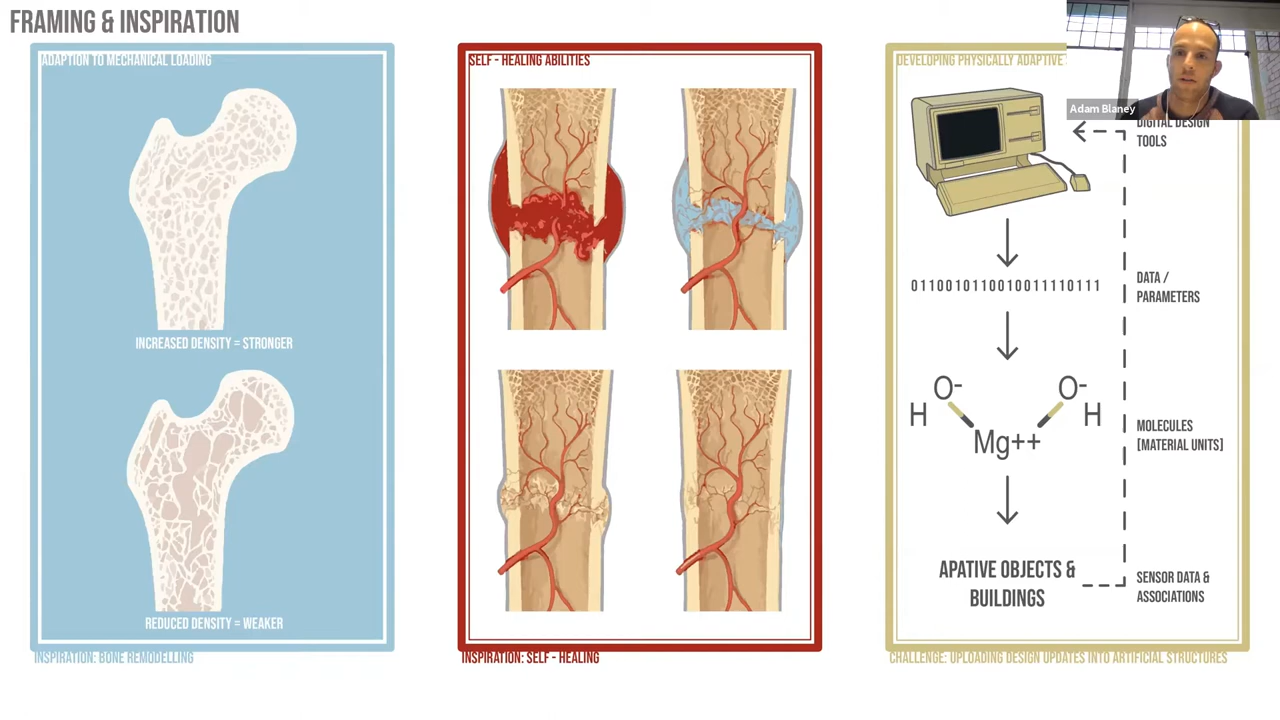 FRAMING & INSPIRATION
ADAPTION TO MECHANICAL LOADING
INCREASED DENSITY = STRONGER
REDUCED DENSITY = WEAKER
INSPIRATION: BONE REMODELLING
SELF - HEALING ABILITIES
INSPIRATION: SELF - HEALING
DEVELOPING PHYSICALLY ADAPTIVE
Adam Blaney
DIGITAL DESIGN
TOOLS
01100101100100111101111
DATA /
PARAMETERS
O- O-
H H
Mg++
MOLECULES
[MATERIAL UNITS]
APATIVE OBJECTS &
BUILDINGS
SENSOR DATA &
ASSOCIATIONS
CHALLENGE: UPLOADING DESIGN UPDATES INTO ARTIFICIAL STRUCTURES